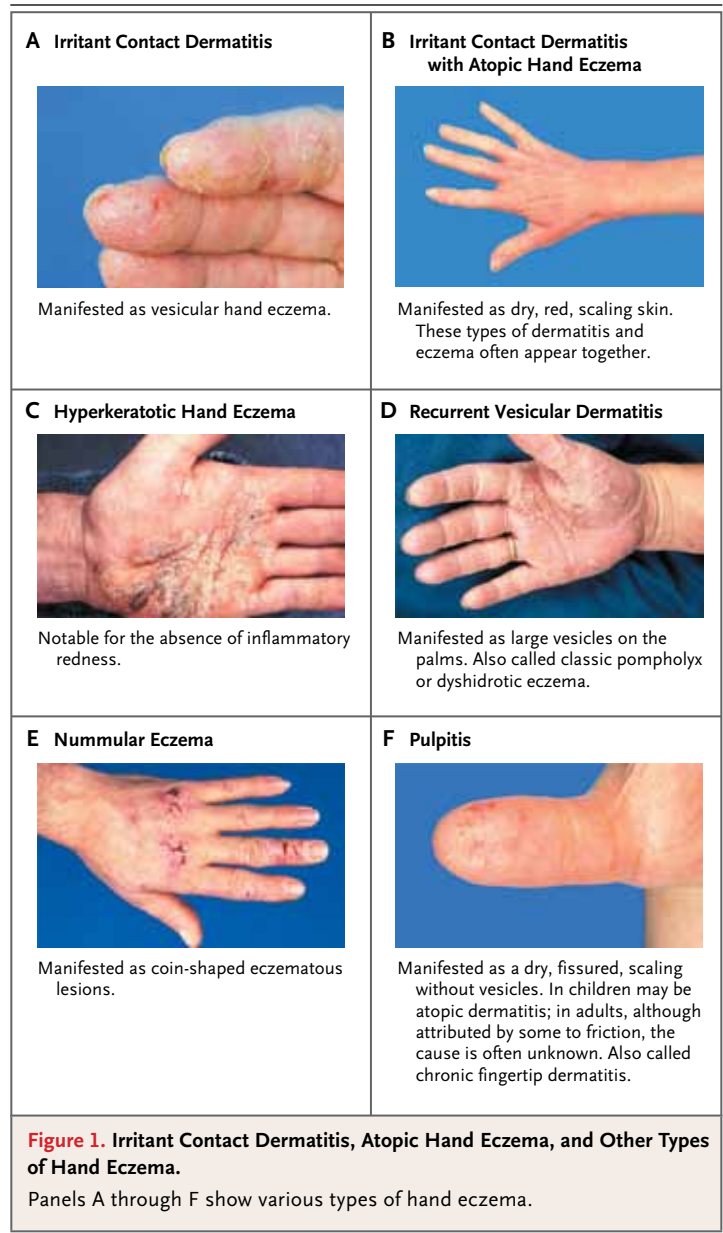 A Irritant Contact Dermatitis
Manifested as vesicular hand eczema.
B Irritant Contact Dermatitis
with Atopic Hand Eczema
Manifested as dry, red, scaling skin.
These types of dermatitis and
eczema often appear together.
C Hyperkeratotic Hand Eczema
Notable for the absence of inflammatory
redness.
D Recurrent Vesicular Dermatitis
Manifested as large vesicles on the
palms. Also called classic pompholyx
or dyshidrotic eczema.
E Nummular Eczema
Manifested as coin-shaped eczematous
lesions.
F Pulpitis
Manifested as a dry, fissured, scaling
without vesicles. In children may be
atopic dermatitis; in adults, although
attributed by some to friction, the
cause is often unknown. Also called
chronic fingertip dermatitis.
Figure 1. Irritant Contact Dermatitis, Atopic Hand Eczema, and Other Types
of Hand Eczema.
Panels A through F show various types of hand eczema.